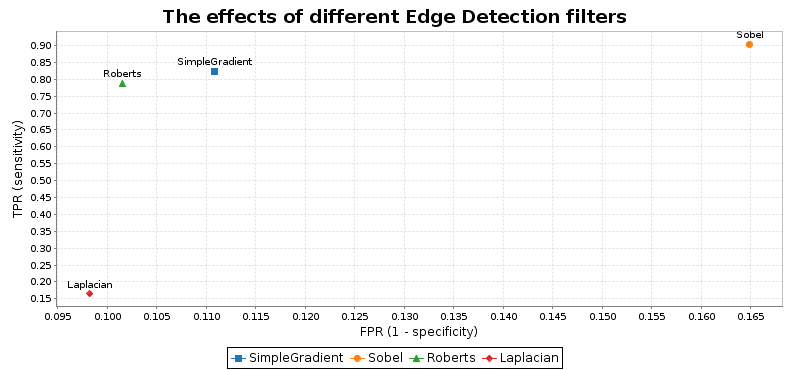 The effects of different Edge Detection filters
TPR (sensitivity)
0.90
0.85
0.80
0.75
0.70
0.65
0.60
0.55
0.50
0.45
0.40
0.35
0.30
0.25
0.20
0.15
Sobel
SimpleGradient
Roberts
Laplacian
0.095 0.100 0.105 0.110 0.115 0.120 0.125 0.130 0.135 0.140 0.145 0.150 0.155 0.160 0.165
FPR (1 - specificity)
SimpleGradient Sobel Roberts Laplacian